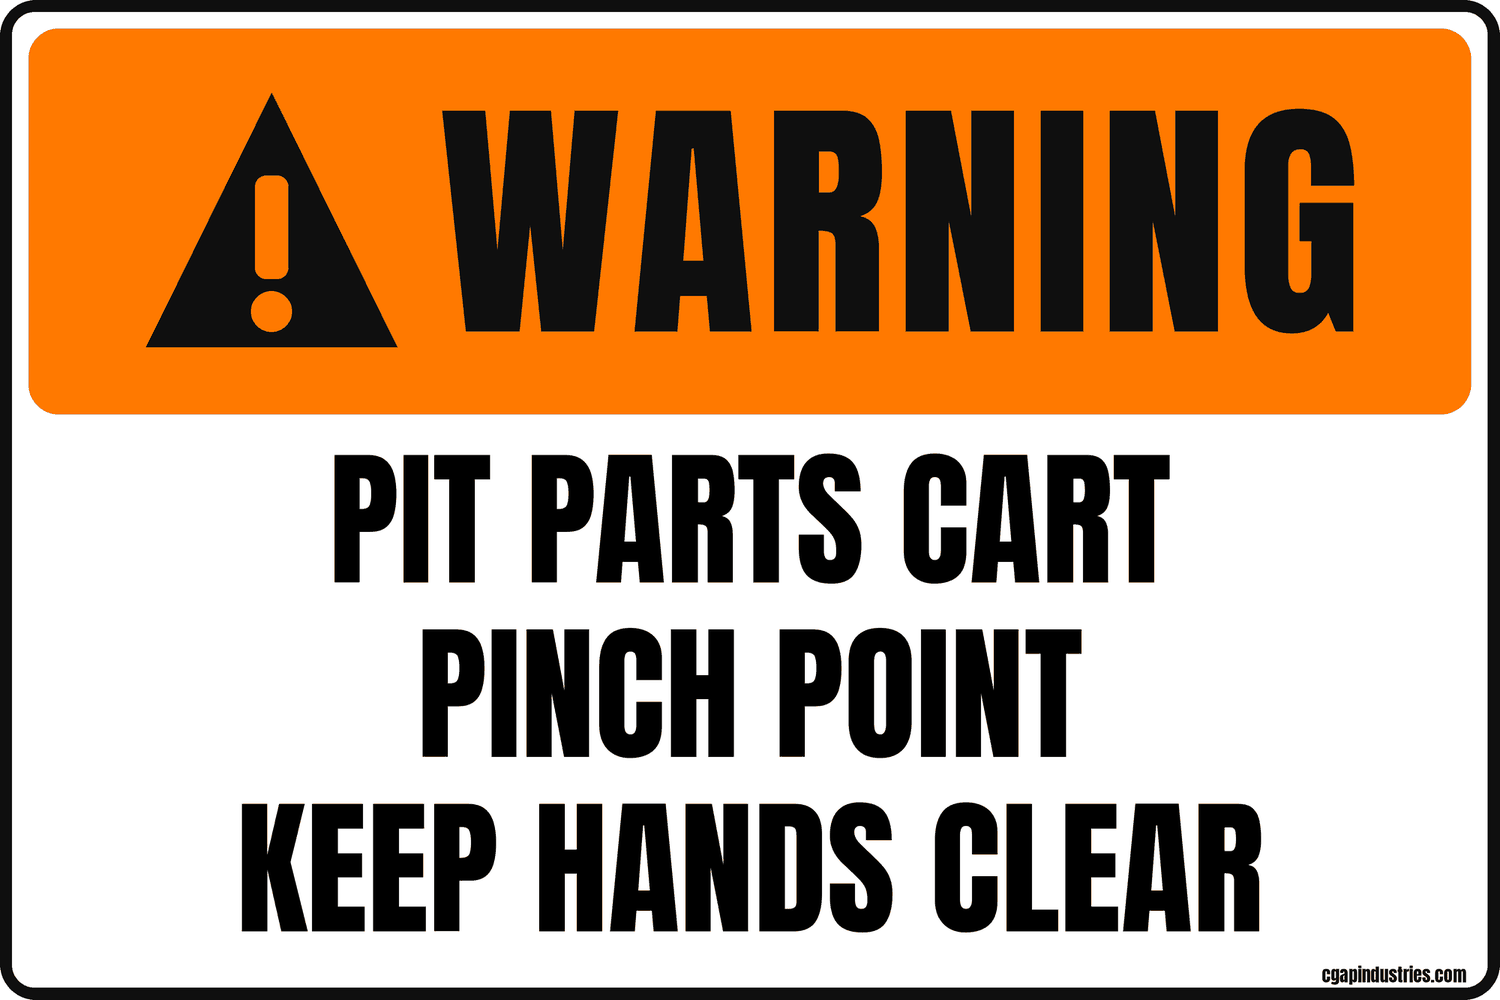 WARNING
PIT PARTS CART
PINCH POINT
KEEP HANDS CLEAR
cgapindustries.com